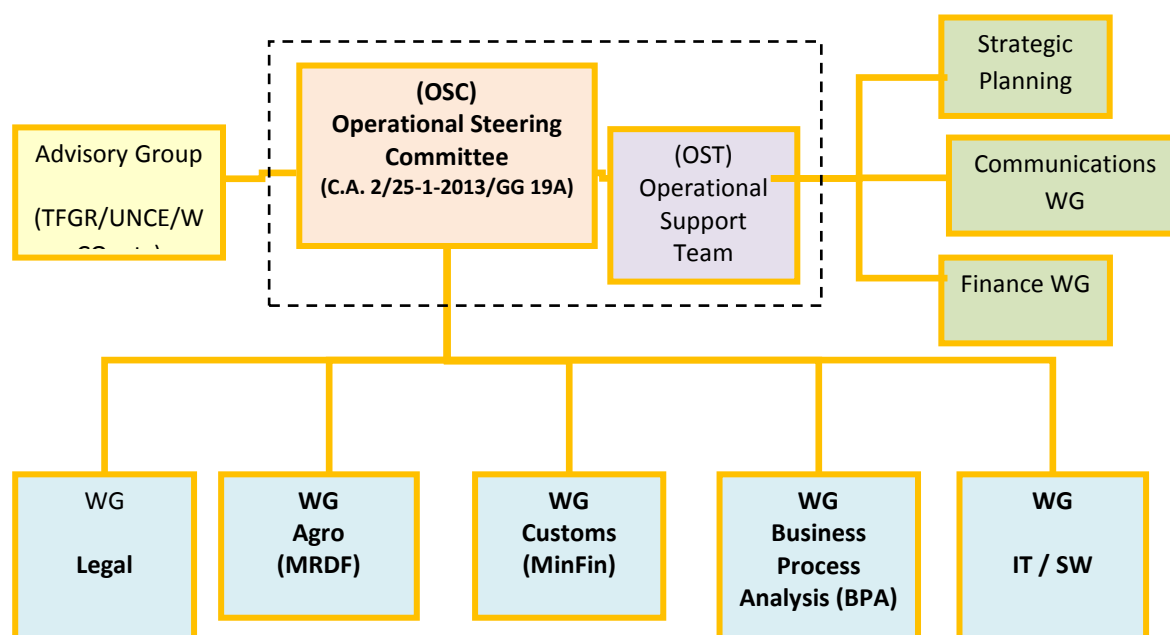 (OSC)
Operational Steering
Committee
(C.A. 2/25-1-2013/GG 19A)
Advisory Group
(TFGR/UNCE/W
(OST)
Operational
Support
Team
Strategic
Planning
Communications
WG
Finance WG
WG
Legal
WG
Agro
(MRDF)
WG
Customs
(MinFin)
WG
Business
Process
Analysis (BPA)
WG
IT / SW